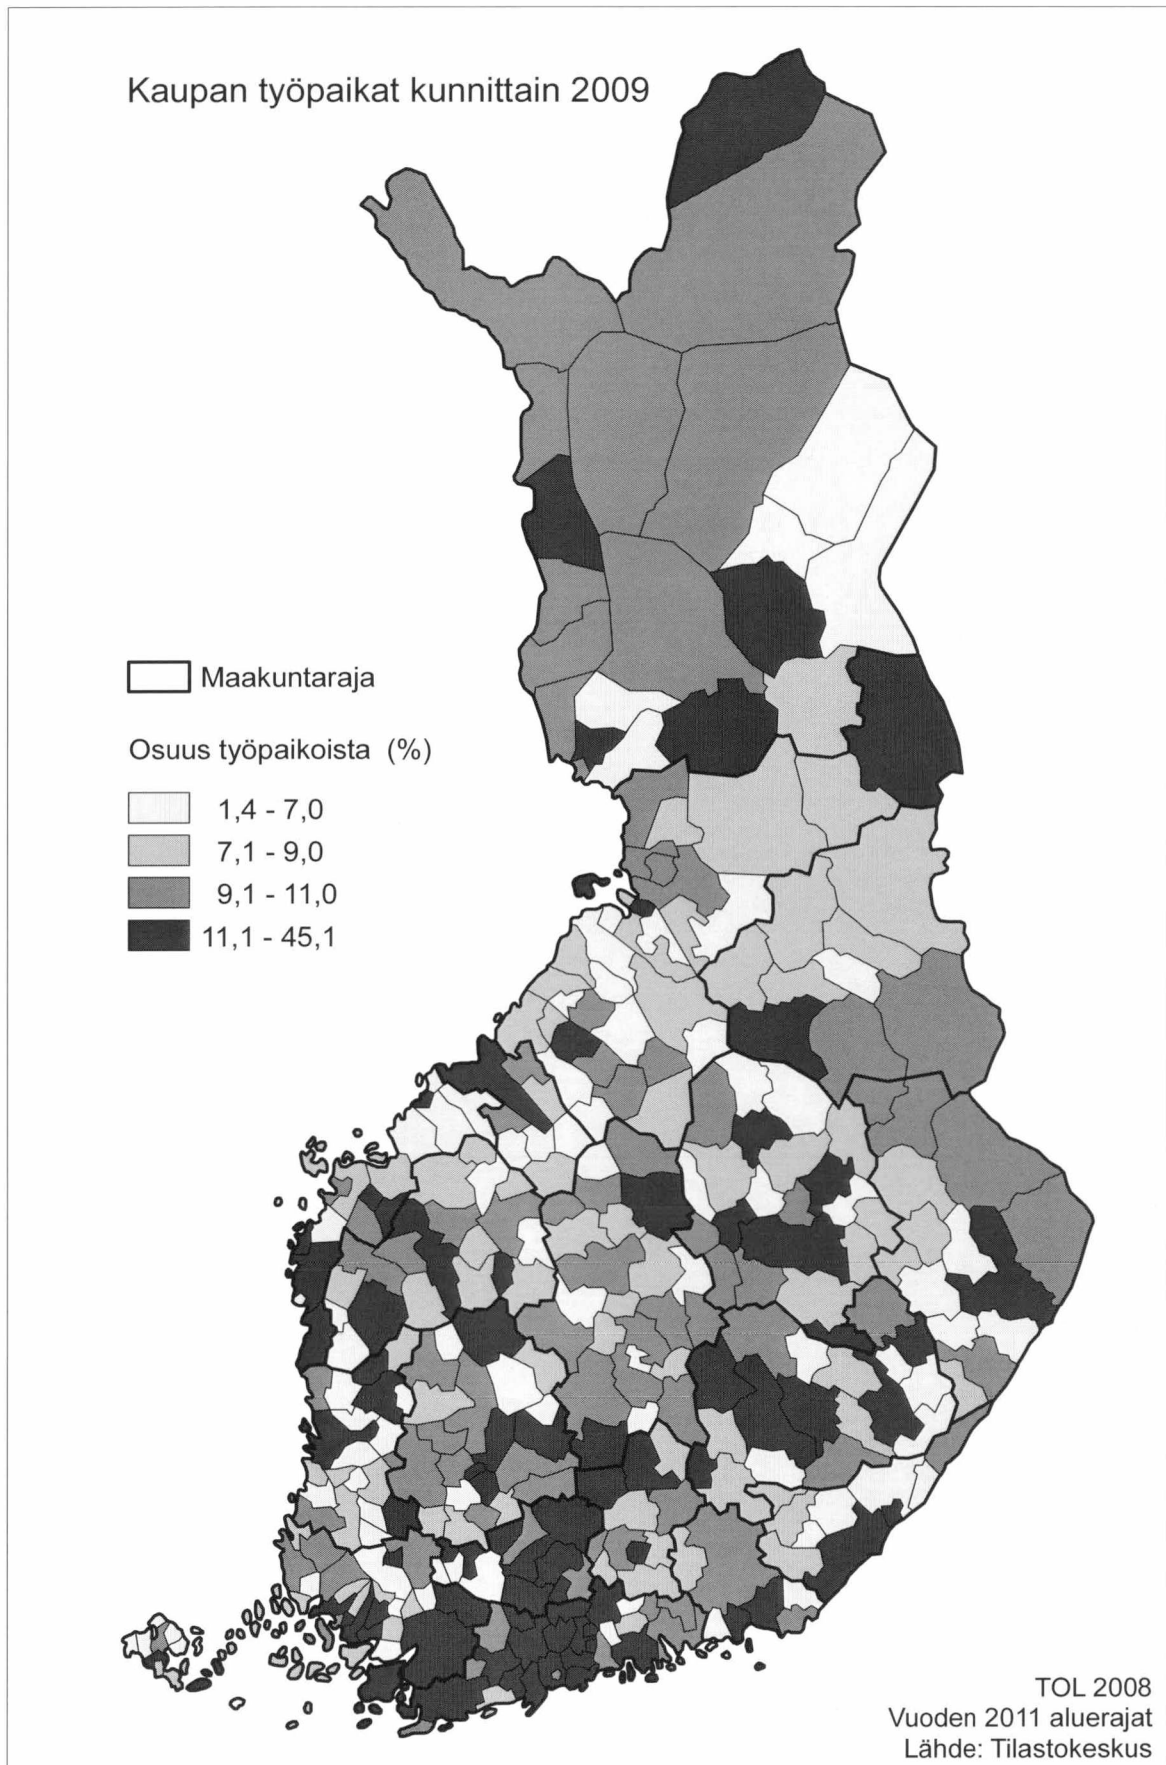 Kaupan työpaikat kunnittain 2009
Maakuntaraja
Osuus työpaikoista (%)
1,4 - 7,0
7,1 - 9,0
9,1 - 11,0
11,1 - 45,1
TOL 2008
Vuoden 2011 aluerajat
Lähde: Tilastokeskus